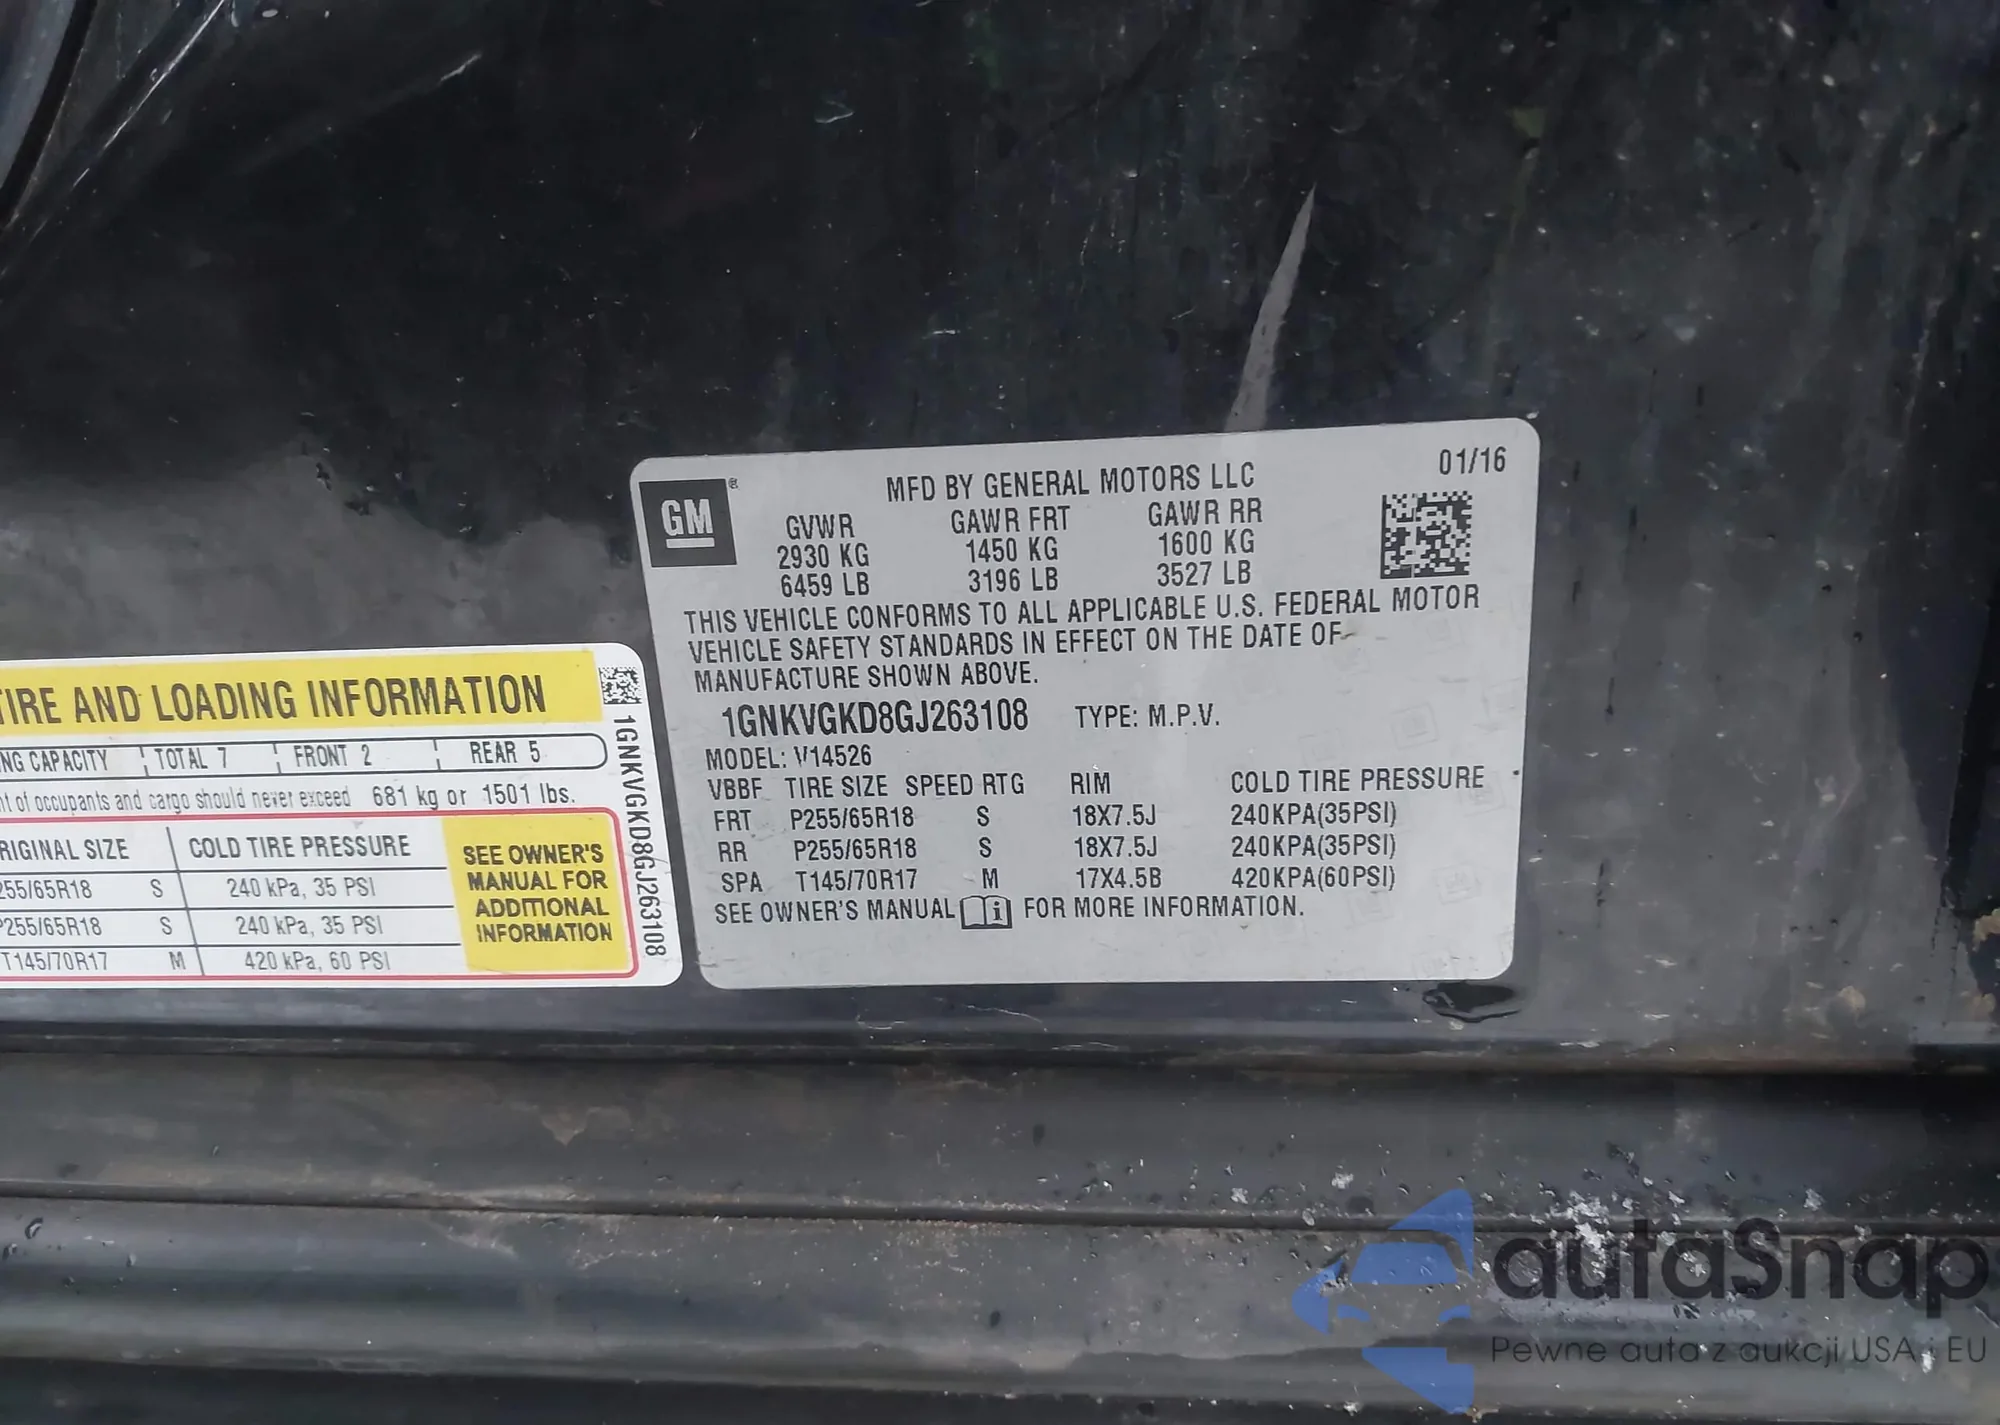 GM ®
MFD BY GENERAL MOTORS LLC
01/16
GVWR GAWR FRT GAWR RR
2930 KG 1450 KG 1600 KG
6459 LB 3196 LB 3527 LB
THIS VEHICLE CONFORMS TO ALL APPLICABLE U.S. FEDERAL MOTOR
VEHICLE SAFETY STANDARDS IN EFFECT ON THE DATE OF
MANUFACTURE SHOWN ABOVE.
1GNKVGKD8GJ263108 TYPE: M.P.V.
MODEL: V14526
VBBF TIRE SIZE SPEED RTG RIM COLD TIRE PRESSURE
FRT P255/65R18 S 18X7.5J 240KPA(35PSI)
RR P255/65R18 S 18X7.5J 240KPA(35PSI)
SPA T145/70R17 M 17X4.5B 420KPA(60PSI)
SEE OWNER'S MANUAL FOR MORE INFORMATION.
TIRE AND LOADING INFORMATION
NG CAPACITY TOTAL 7 FRONT 2 REAR 5
nt of occupants and cargo should never exceed 681 kg or 1501 lbs.
RIGINAL SIZE COLD TIRE PRESSURE
255/65R18 S 240 kPa, 35 PSI
P255/65R18 S 240 kPa, 35 PSI
T145/70R17 M 420 kPa, 60 PSI
SEE OWNER'S
MANUAL FOR
ADDITIONAL
INFORMATION
1GNKVGKD8GJ263108
autaSnap
Pewne auta z aukcji USA i EU